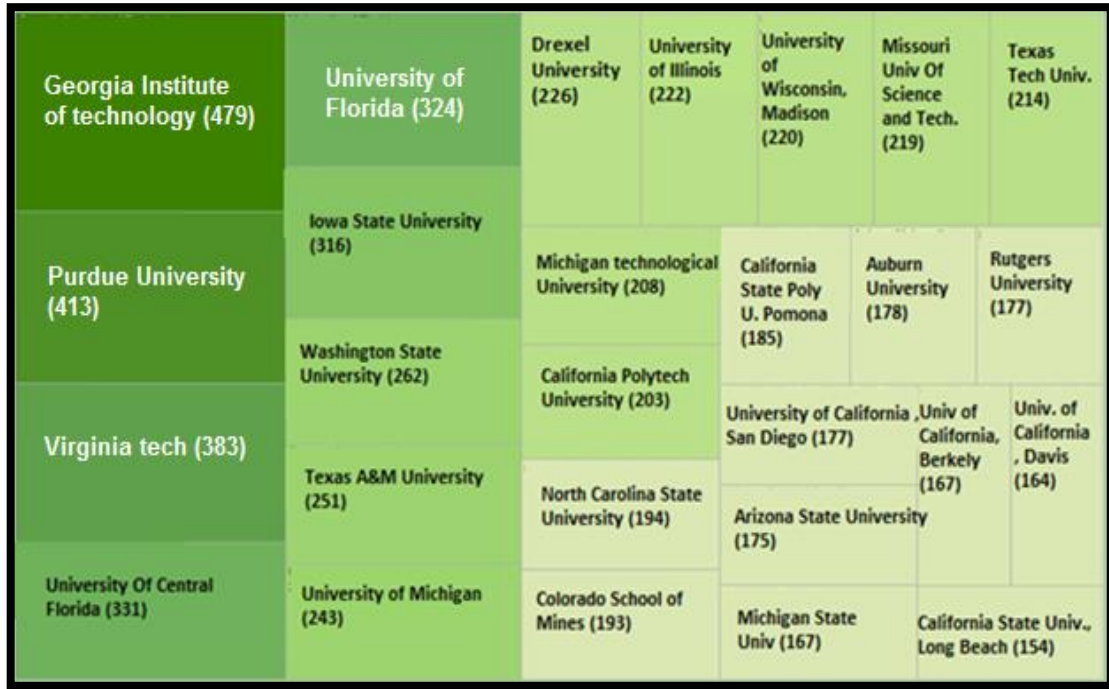 Georgia Institute
of technology (479)
Purdue University
(413)
Virginia tech (383)
University Of Central
Florida (331)
University of
Florida (324)
Iowa State University
(316)
Washington State
University (262)
Texas A&M University
(251)
University of Michigan
(243)
Drexel
University
(226)
University
of Illinois
(222)
University
of
Wisconsin,
Madison
(220)
Missouri
Univ Of
Science
and Tech.
(219)
Texas
Tech Univ.
(214)
Michigan technological
University (208)
California Polytech
University (203)
North Carolina State
University (194)
Colorado School of
Mines (193)
California
State Poly
U. Pomona
(185)
Auburn
University
(178)
Rutgers
University
(177)
University of California ,
San Diego (177)
Arizona State University
(175)
Univ of
California,
Berkely
(167)
Univ. of
California
, Davis
(164)
Michigan State
Univ (167)
California State Univ.,
Long Beach (154)